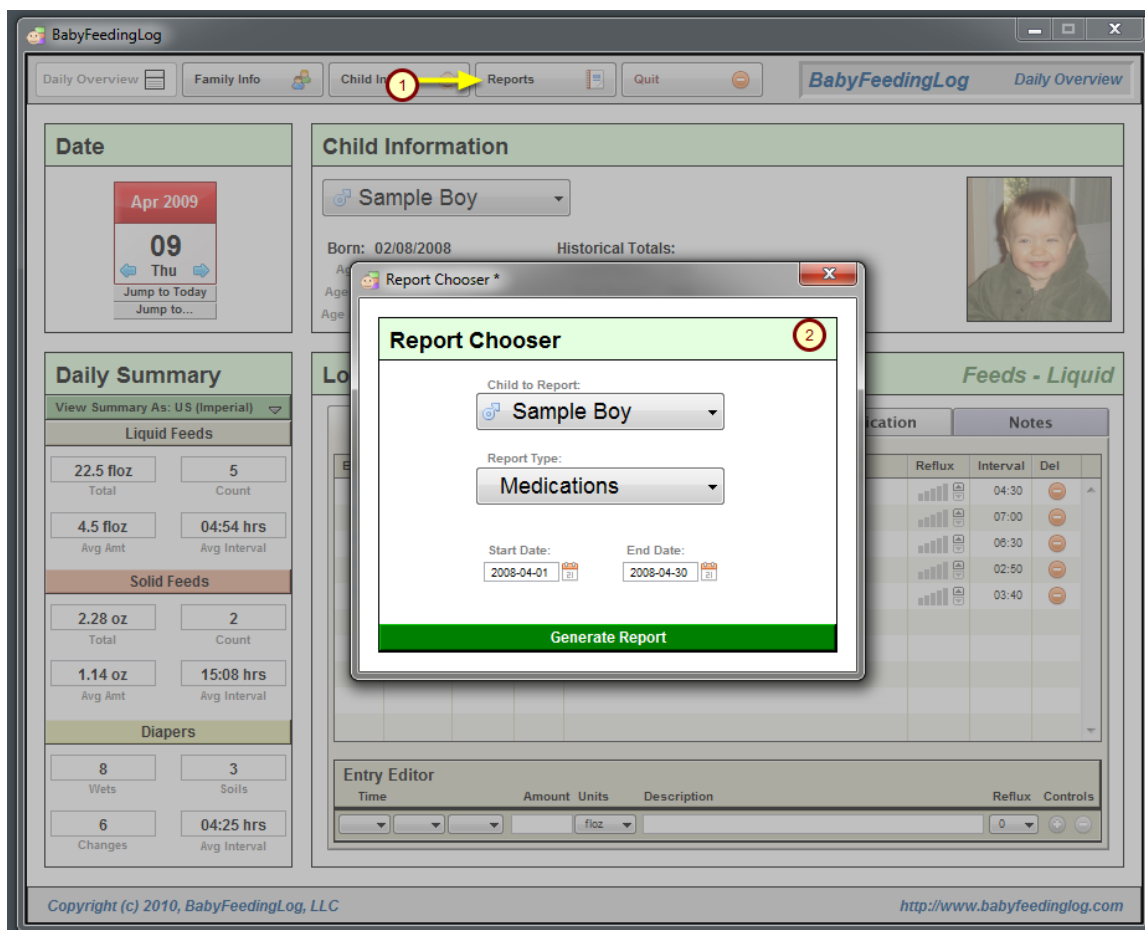 BabyFeedingLog
Daily Overview
Family Info
Child In
1
Reports
Quit
BabyFeedingLog Daily Overview
Date
Apr 2009
09
Thu
Jump to Today
Jump to...
Child Information
Sample Boy
Born: 02/08/2008 Historical Totals:
Ag
Age
Age
Report Chooser *
Report Chooser
2
Child to Report:
Sample Boy
Report Type:
Medications
Start Date: End Date:
2008-04-01 2008-04-30
Generate Report
Daily Summary
View Summary As: US (Imperial)
Liquid Feeds
22.5 floz 5
Total Count
4.5 floz 04:54 hrs
Avg Amt Avg Interval
Solid Feeds
2.28 oz 2
Total Count
1.14 oz 15:08 hrs
Avg Amt Avg Interval
Diapers
8 3
Wets Soils
6 04:25 hrs
Changes Avg Interval
Lo Feeds - Liquid
ication Notes
E Reflux Interval Del
04:30
07:00
06:30
02:50
03:40
Entry Editor
Time Amount Units Description Reflux Controls
floz 0
Copyright (c) 2010, BabyFeedingLog, LLC http://www.babyfeedinglog.com